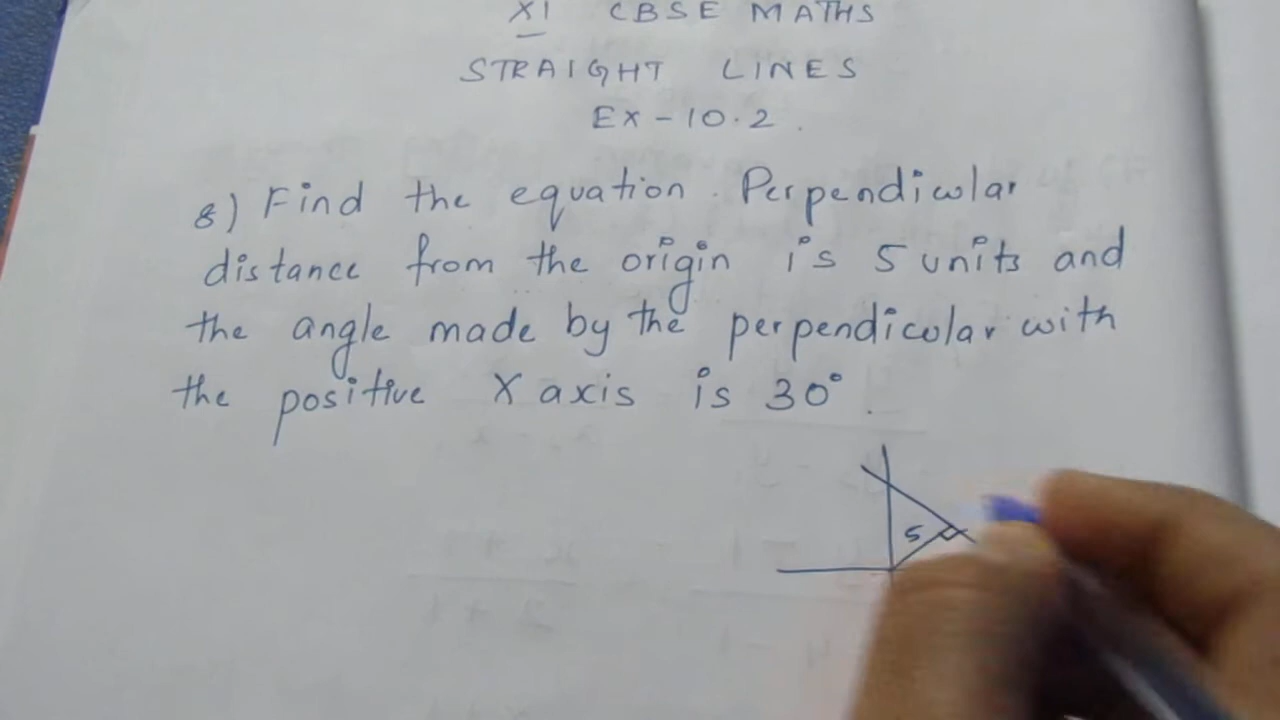 XI CBSE MATHS
STRAIGHT LINES
EX-10.2.
8) Find the equation. Perpendicular
distance from the origin is 5 units and
the angle made by the perpendicular with
the positive X axis is 30°.
5